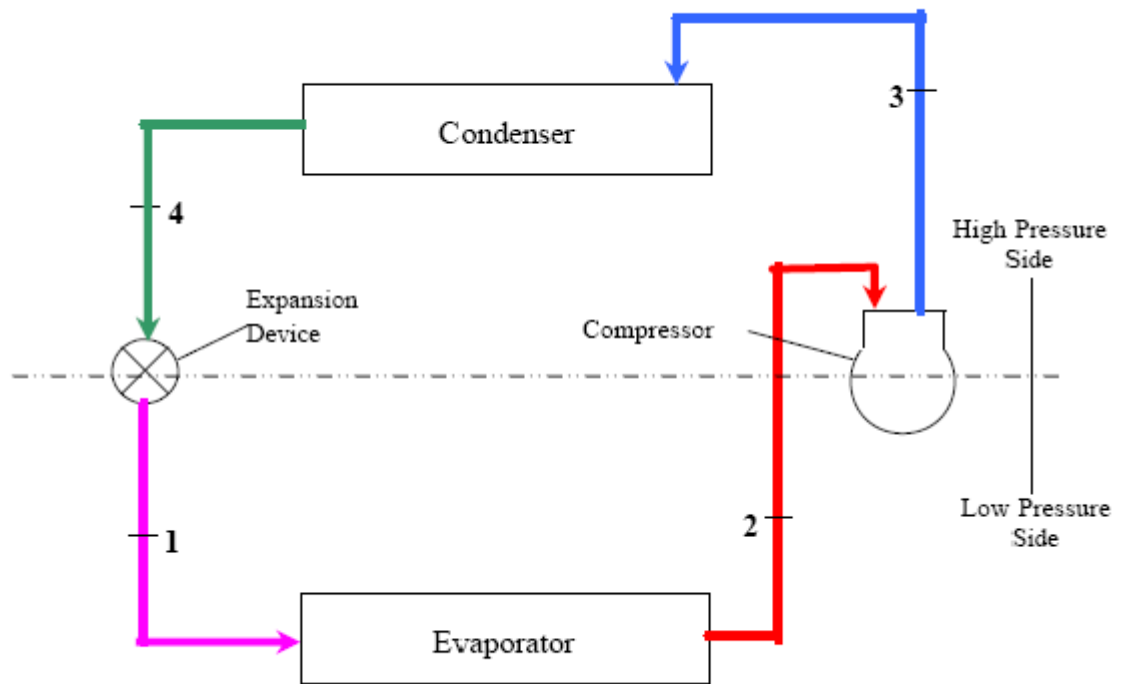 3
Condenser
4
High Pressure
Side
Expansion
Device
Compressor
2
1
Low Pressure
Side
Evaporator